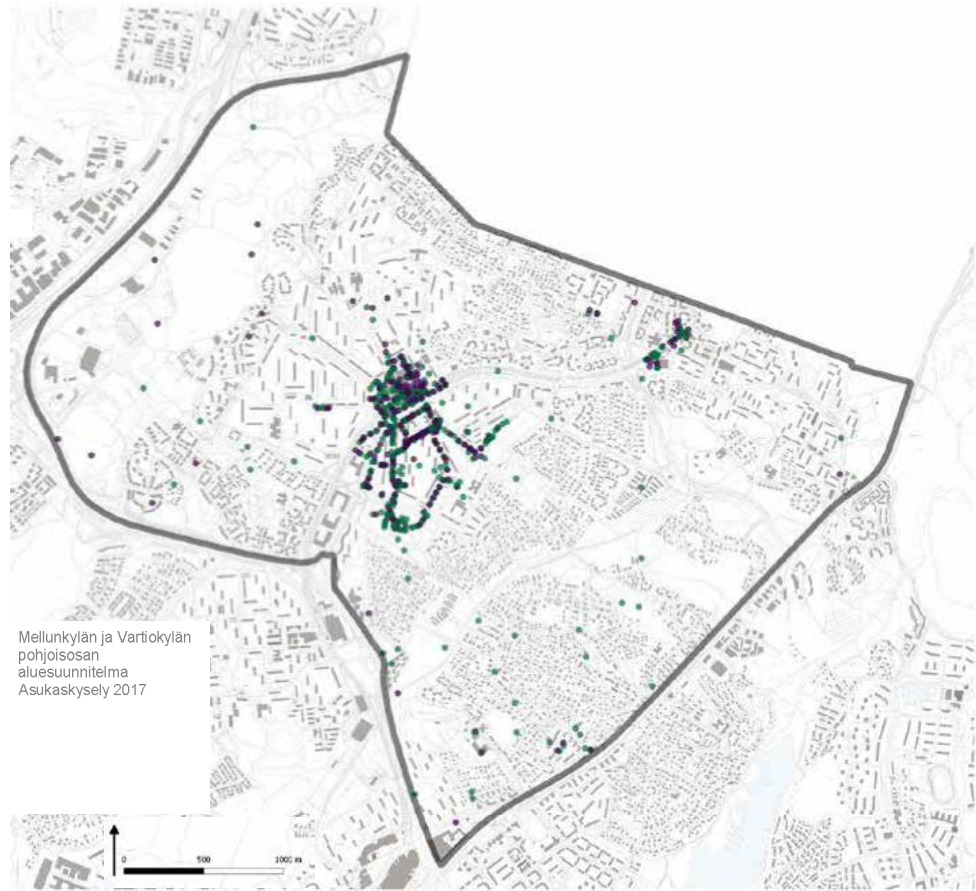 Mellunkylän ja Vartiokylän
pohjoisosan
aluesuunnitelma
Asukaskysely 2017
0 500 1000 m